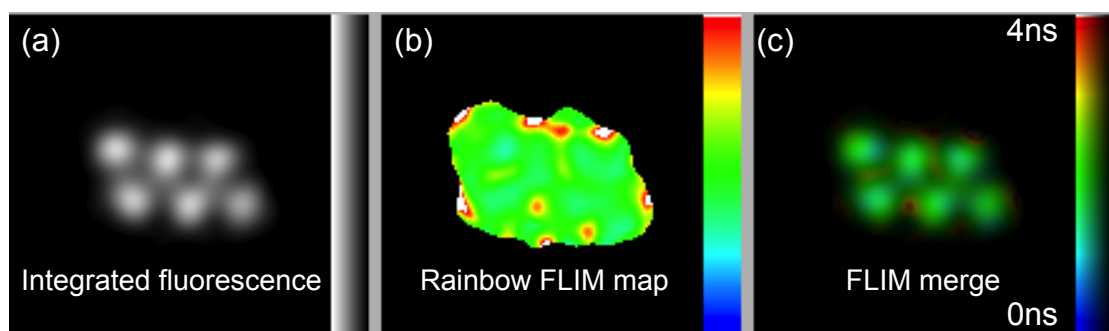 (a)
Integrated fluorescence
(b)
Rainbow FLIM map
(c)
4ns
FLIM merge
0ns